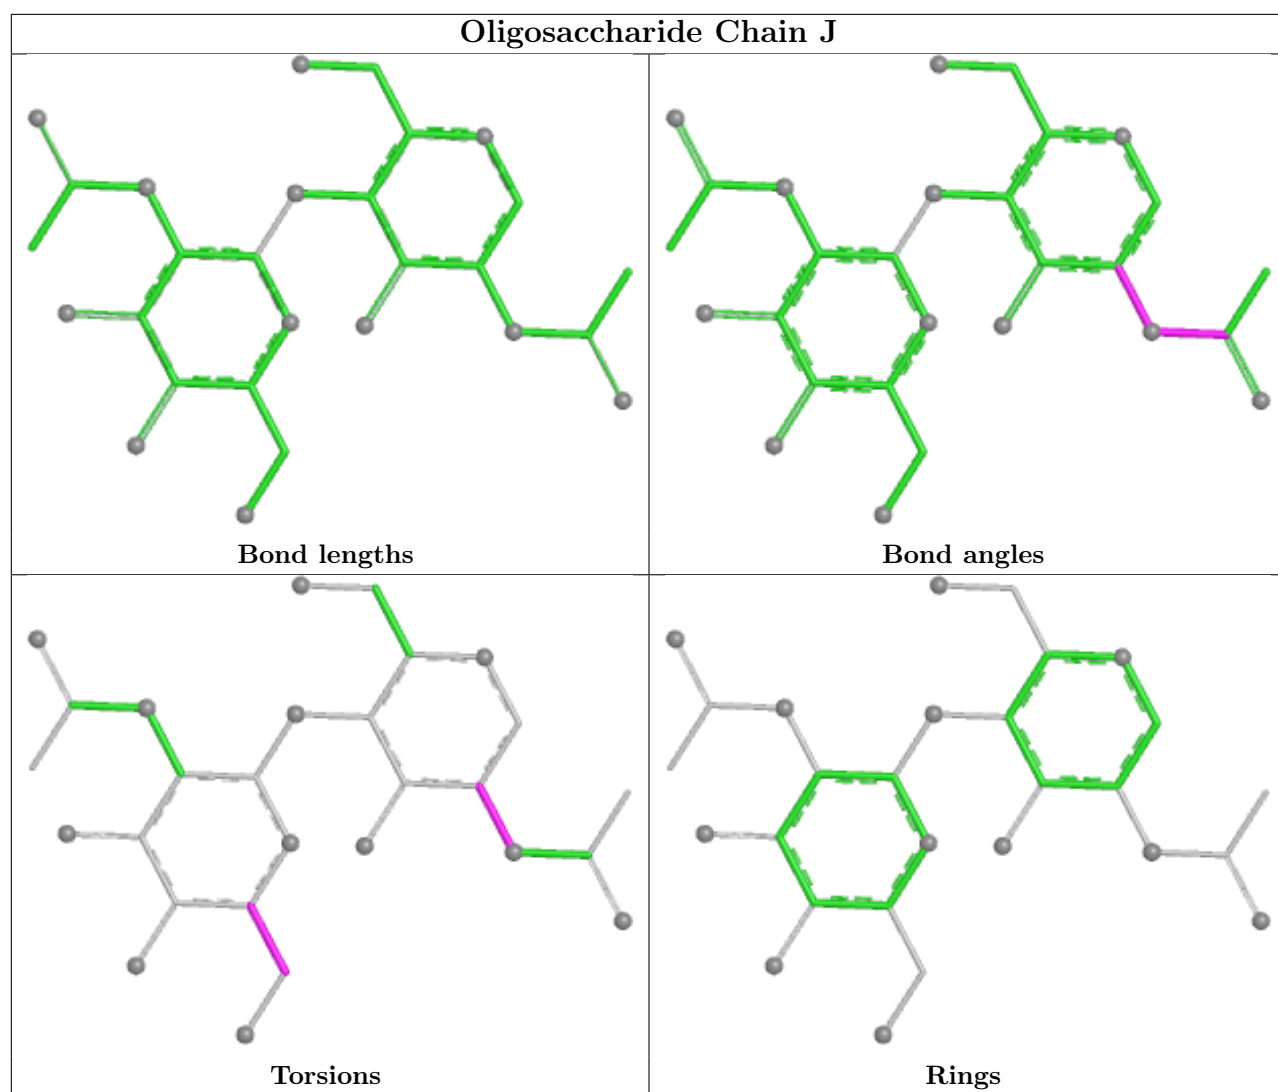 Oligosaccharide Chain J
Bond lengths
Bond angles
Torsions
Rings